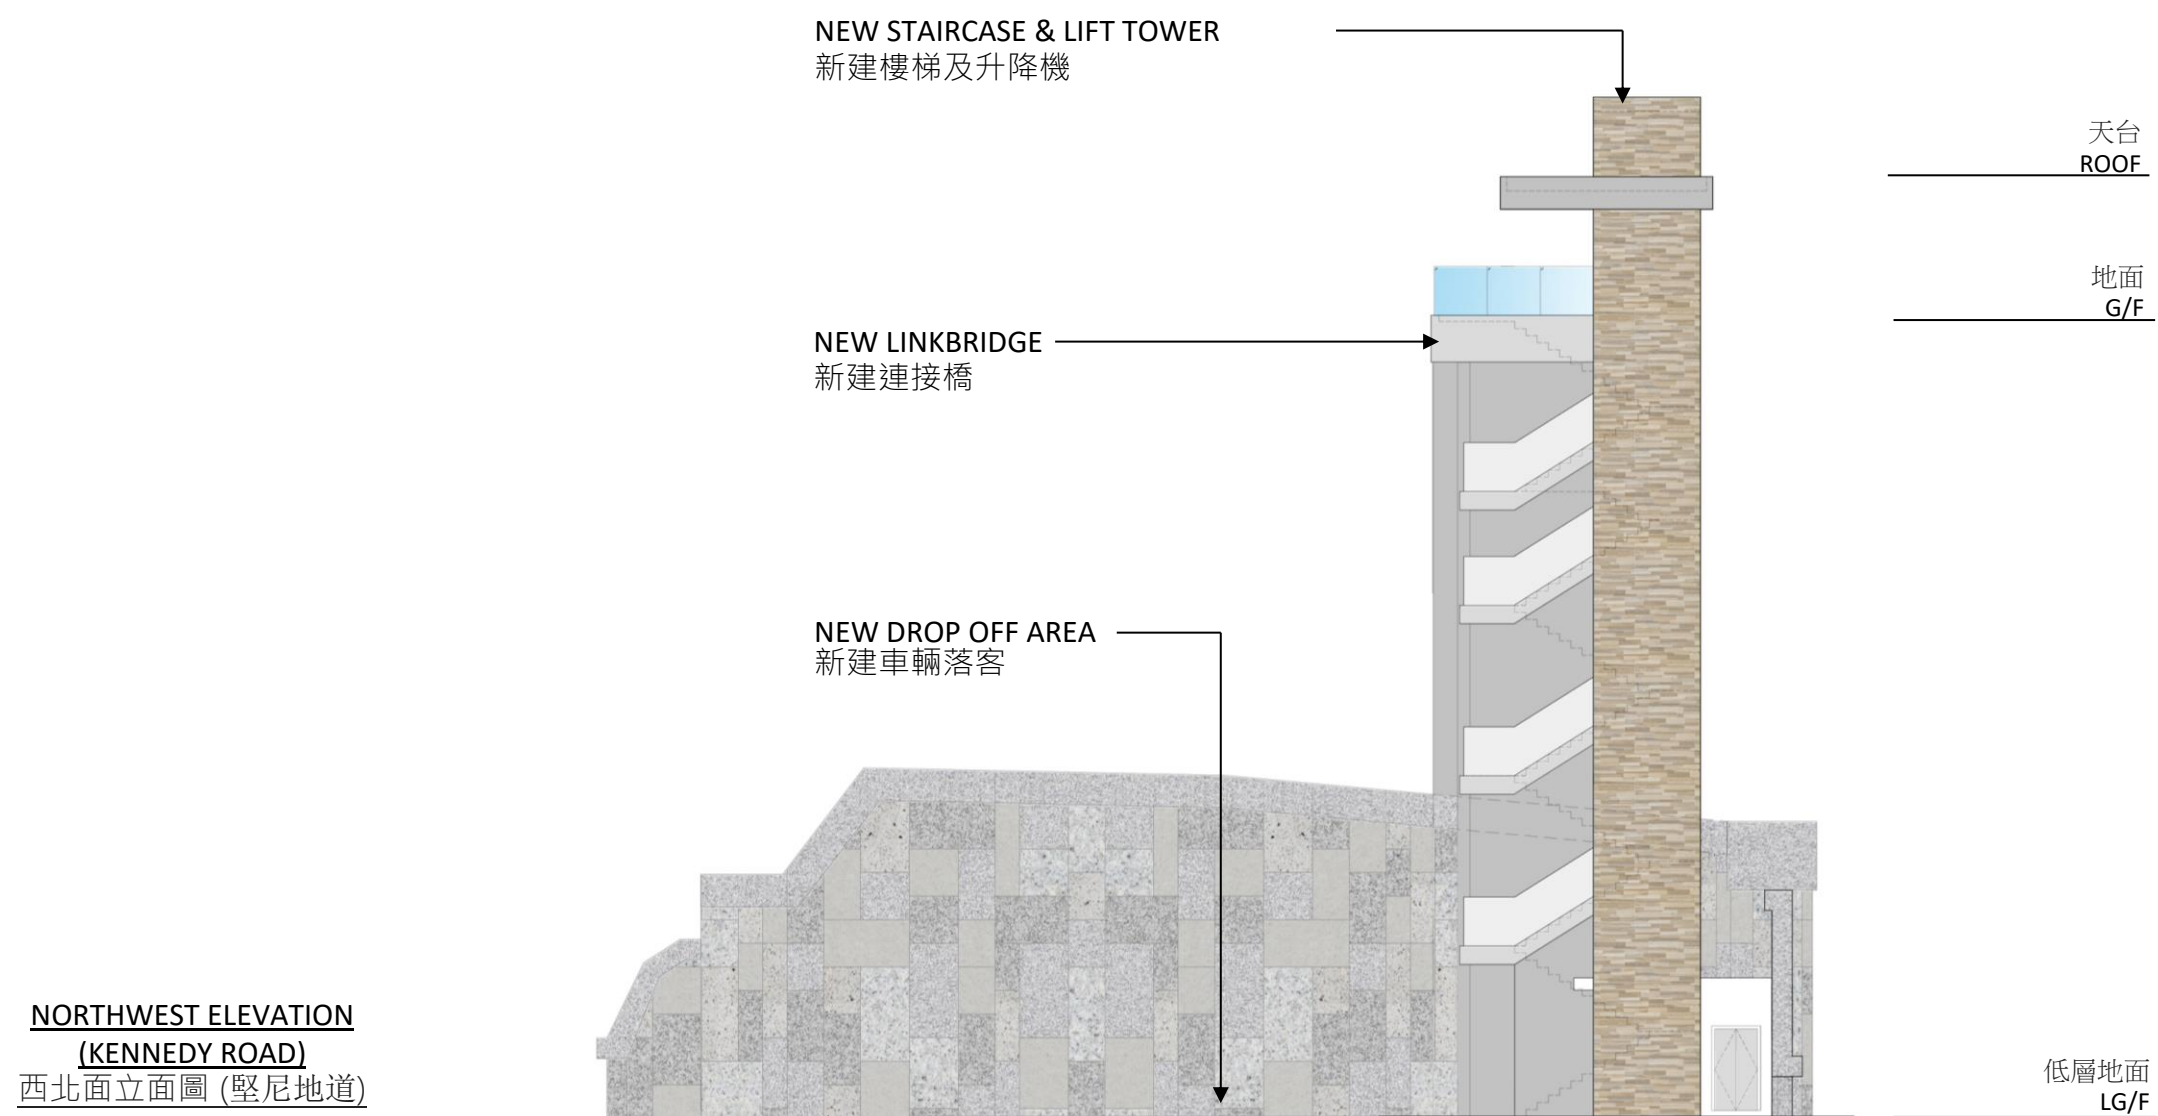 NEW STAIRCASE & LIFT TOWER
新建樓梯及升降機
天台
ROOF
地面
G/F
NEW LINKBRIDGE
新建連接橋
NEW DROP OFF AREA
新建車輛落客
NORTHWEST ELEVATION
(KENNEDY ROAD)
西北面立面圖 (堅尼地道)
低層地面
LG/F